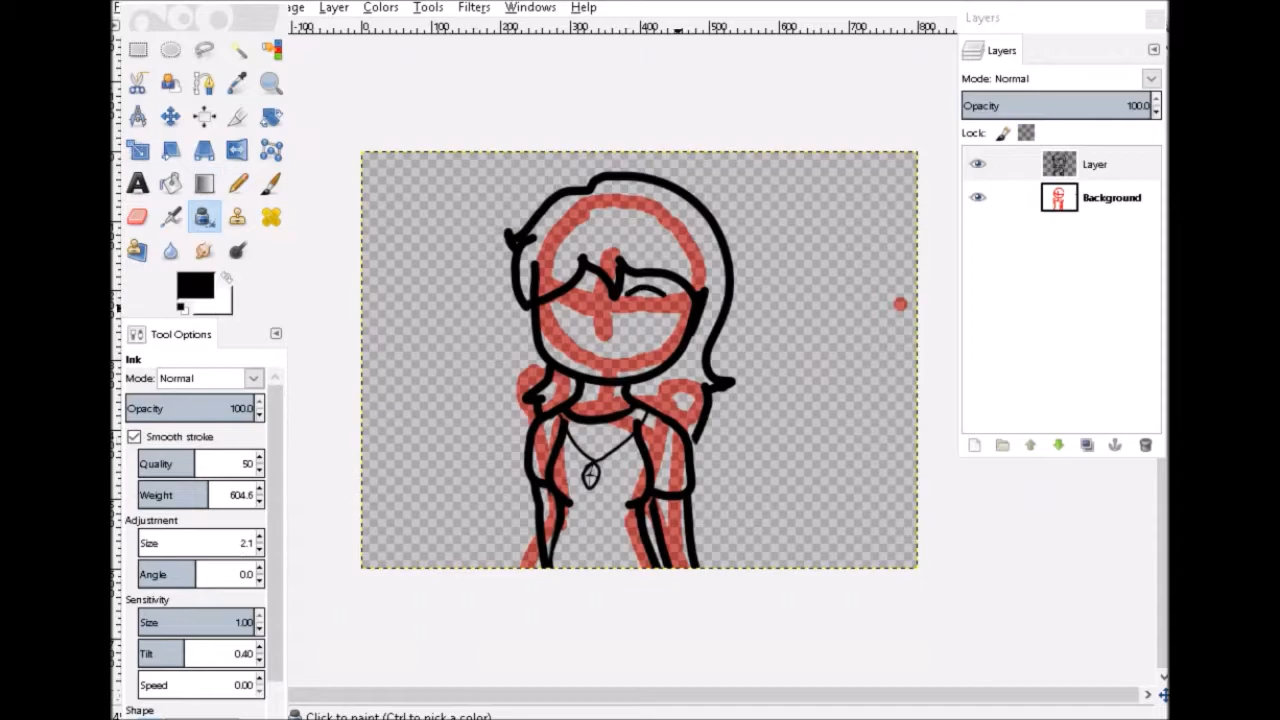 age Layer Colors Tools Filters Windows Help
-100 0 100 200 300 400 500 600 700 800
Layers
Layers
Mode: Normal
Opacity 100.0
Lock:
Layer
Background
Tool Options
Ink
Mode: Normal
Opacity 100.0
Smooth stroke
Quality 50
Weight 604.6
Adjustment
Size 2.1
Angle 0.0
Sensitivity
Size 1.00
Tilt 0.40
Speed 0.00
Shape
Click to paint (Ctrl to pick a color)